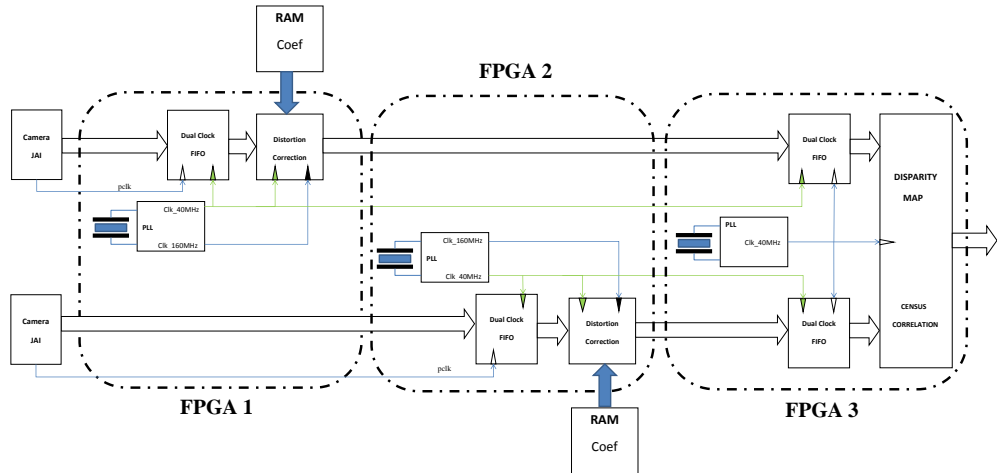 RAM
Coef
FPGA 2
Camera
JAI
Dual Clock
FIFO
Distortion
Correction
Dual Clock
FIFO
pclk
DISPARITY
MAP
Clk_40MHz
PLL
Clk_160MHz
Clk_160MHz
PLL
Clk_40MHz
PLL
Clk_40MHz
Camera
JAI
Dual Clock
FIFO
Distortion
Correction
Dual Clock
FIFO
CENSUS
CORRELATION
pclk
FPGA 1
FPGA 3
RAM
Coef